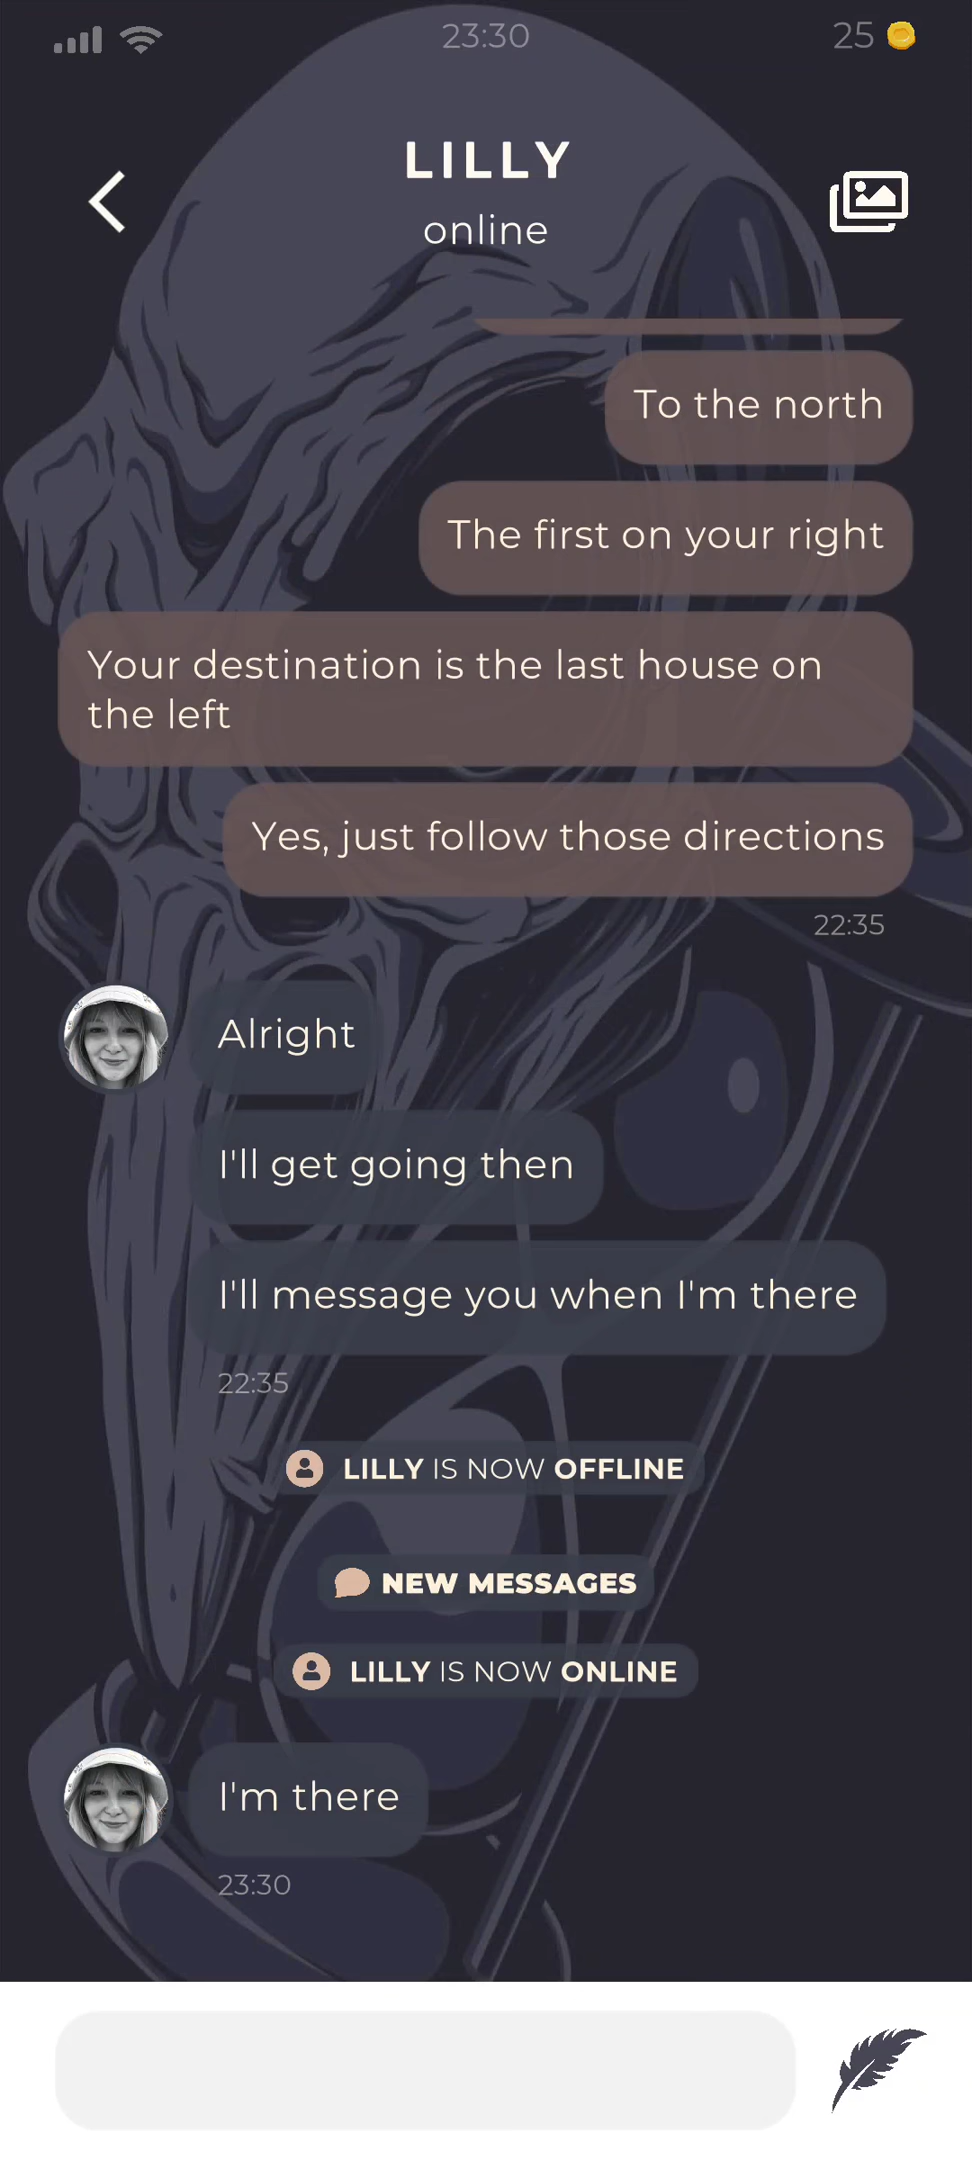 23:30
25
LILLY
online
To the north
The first on your right
Your destination is the last house on
the left
Yes, just follow those directions
22:35
Alright
I'll get going then
I'll message you when I'm there
22:35
LILLY IS NOW OFFLINE
NEW MESSAGES
LILLY IS NOW ONLINE
I'm there
23:30